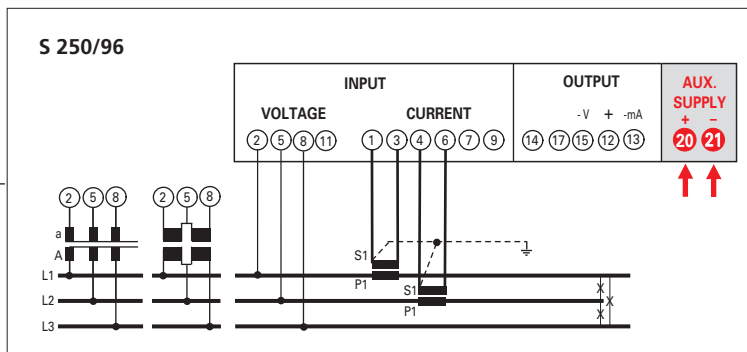 S 250/96
INPUT
OUTPUT
AUX.
SUPPLY
VOLTAGE
CURRENT
- V + -mA
+ −
2 5 8 11
1 3 4 6 7 9
14 17 15 12 13
20 21
2 5 8
2 5 8
a
A
S1
L1
P1
S1
L2
X X
P1
X
L3